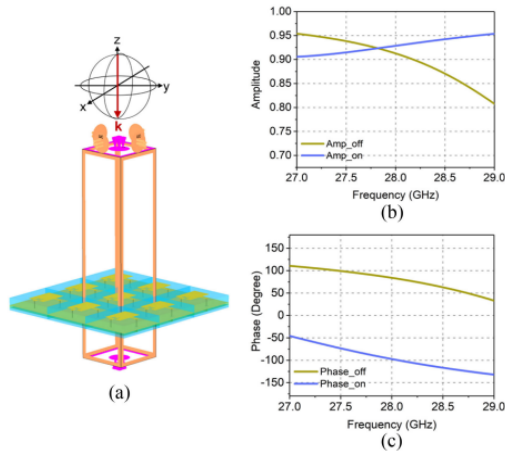 z
y
x
k
(a)
Amplitude
1.00
0.95
0.90
0.85
0.80
0.75
0.70
Amp_off
Amp_on
27.0 27.5 28.0 28.5 29.0
Frequency (GHz)
(b)
Phase (Degree)
150
100
50
0
-50
-100
-150
Phase_off
Phase_on
27.0 27.5 28.0 28.5 29.0
Frequency (GHz)
(c)